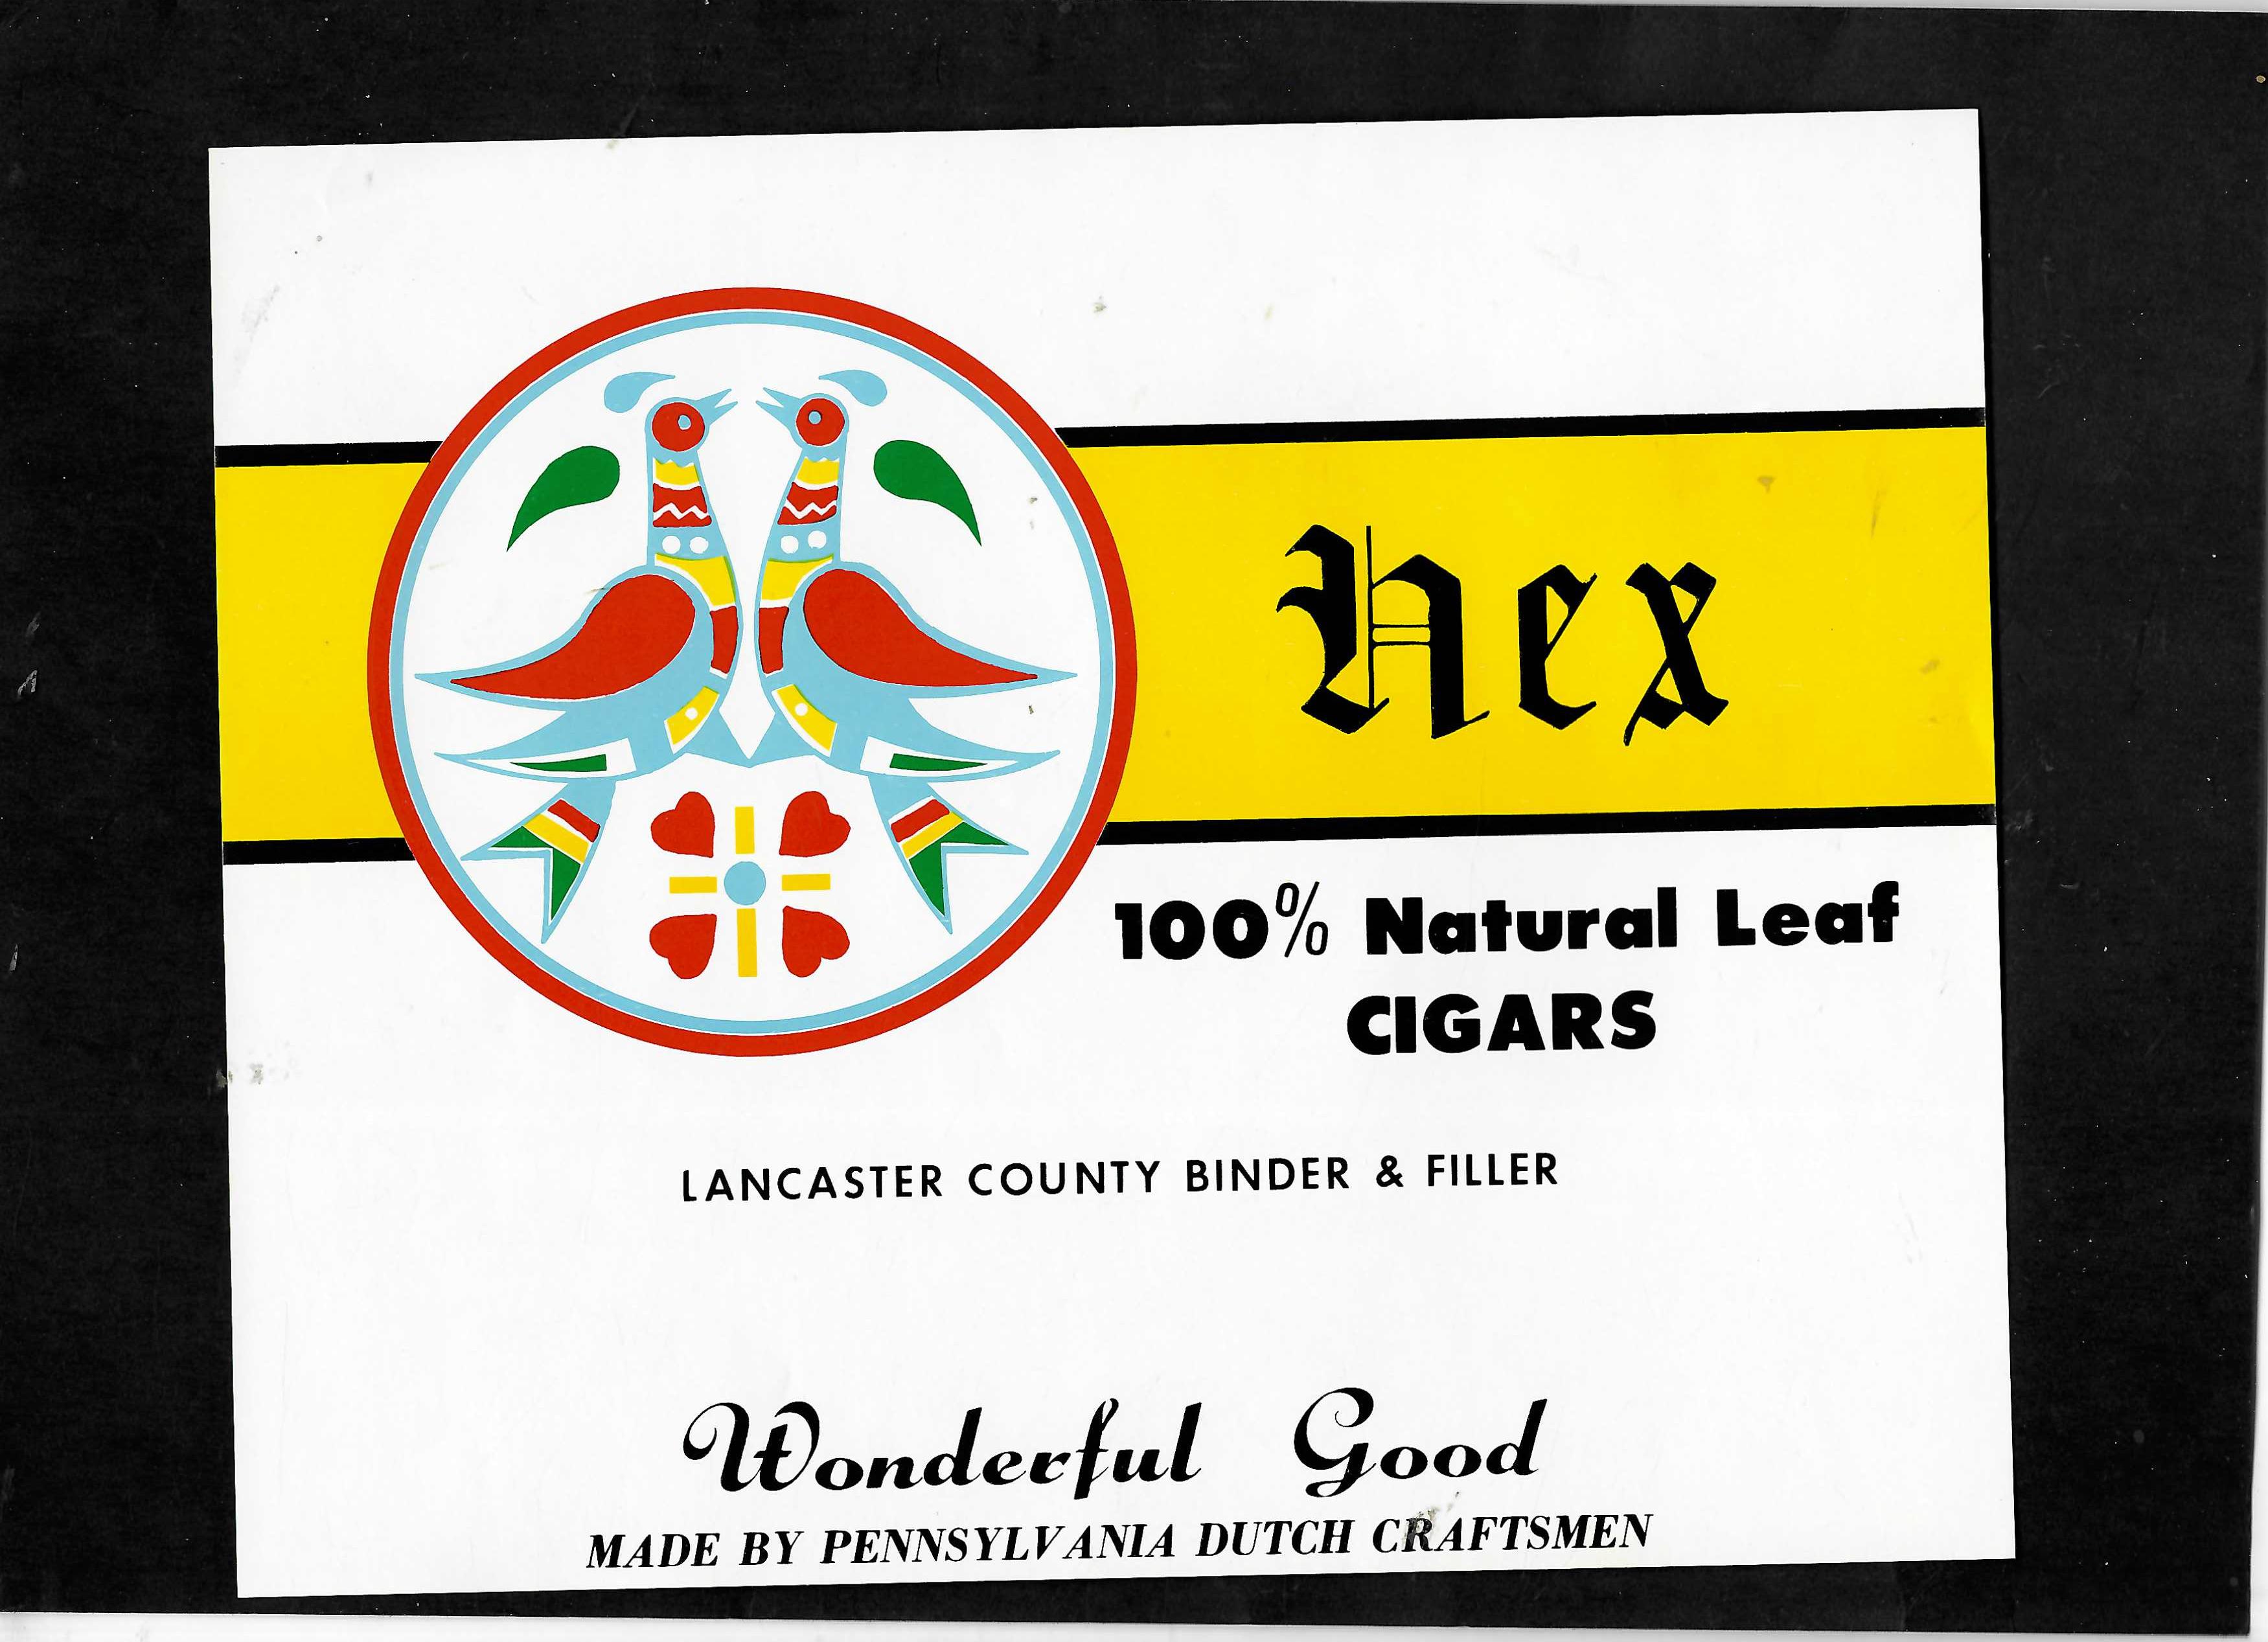 Hex
100% Natural Leaf
CIGARS
LANCASTER COUNTY BINDER & FILLER
Wonderful Good
MADE BY PENNSYLVANIA DUTCH CRAFTSMEN